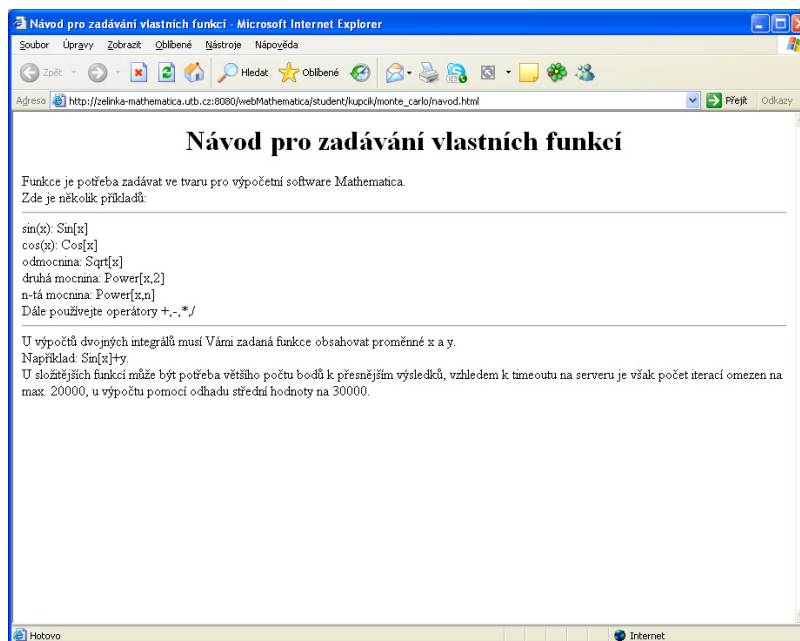 Návod pro zadávání vlastních funkcí - Microsoft Internet Explorer
Soubor Úpravy Zobrazit Oblíbené Nástroje Nápověda
Zpět Hledat Oblíbené
Adresa http://zelinka-mathematica.utb.cz:8080/webMathematica/student/kupcik/monte_carlo/navod.html Přejít Odkazy
Návod pro zadávání vlastních funkcí
Funkce je potřeba zadávat ve tvaru pro výpočetní software Mathematica.
Zde je několik příkladů:
sin(x): Sin[x]
cos(x): Cos[x]
odmocnina: Sqrt[x]
druhá mocnina: Power[x,2]
n-tá mocnina: Power[x,n]
Dále používejte operátory +,-,*,/
U výpočtů dvojných integrálů musí Vámi zadaná funkce obsahovat proměnné x a y.
Například: Sin[x]+y.
U složitějších funkcí může být potřeba většího počtu bodů k přesnějším výsledků, vzhledem k timeoutu na serveru je však počet iterací omezen na
max. 20000, u výpočtu pomocí odhadu střední hodnoty na 30000.
Hotovo Internet